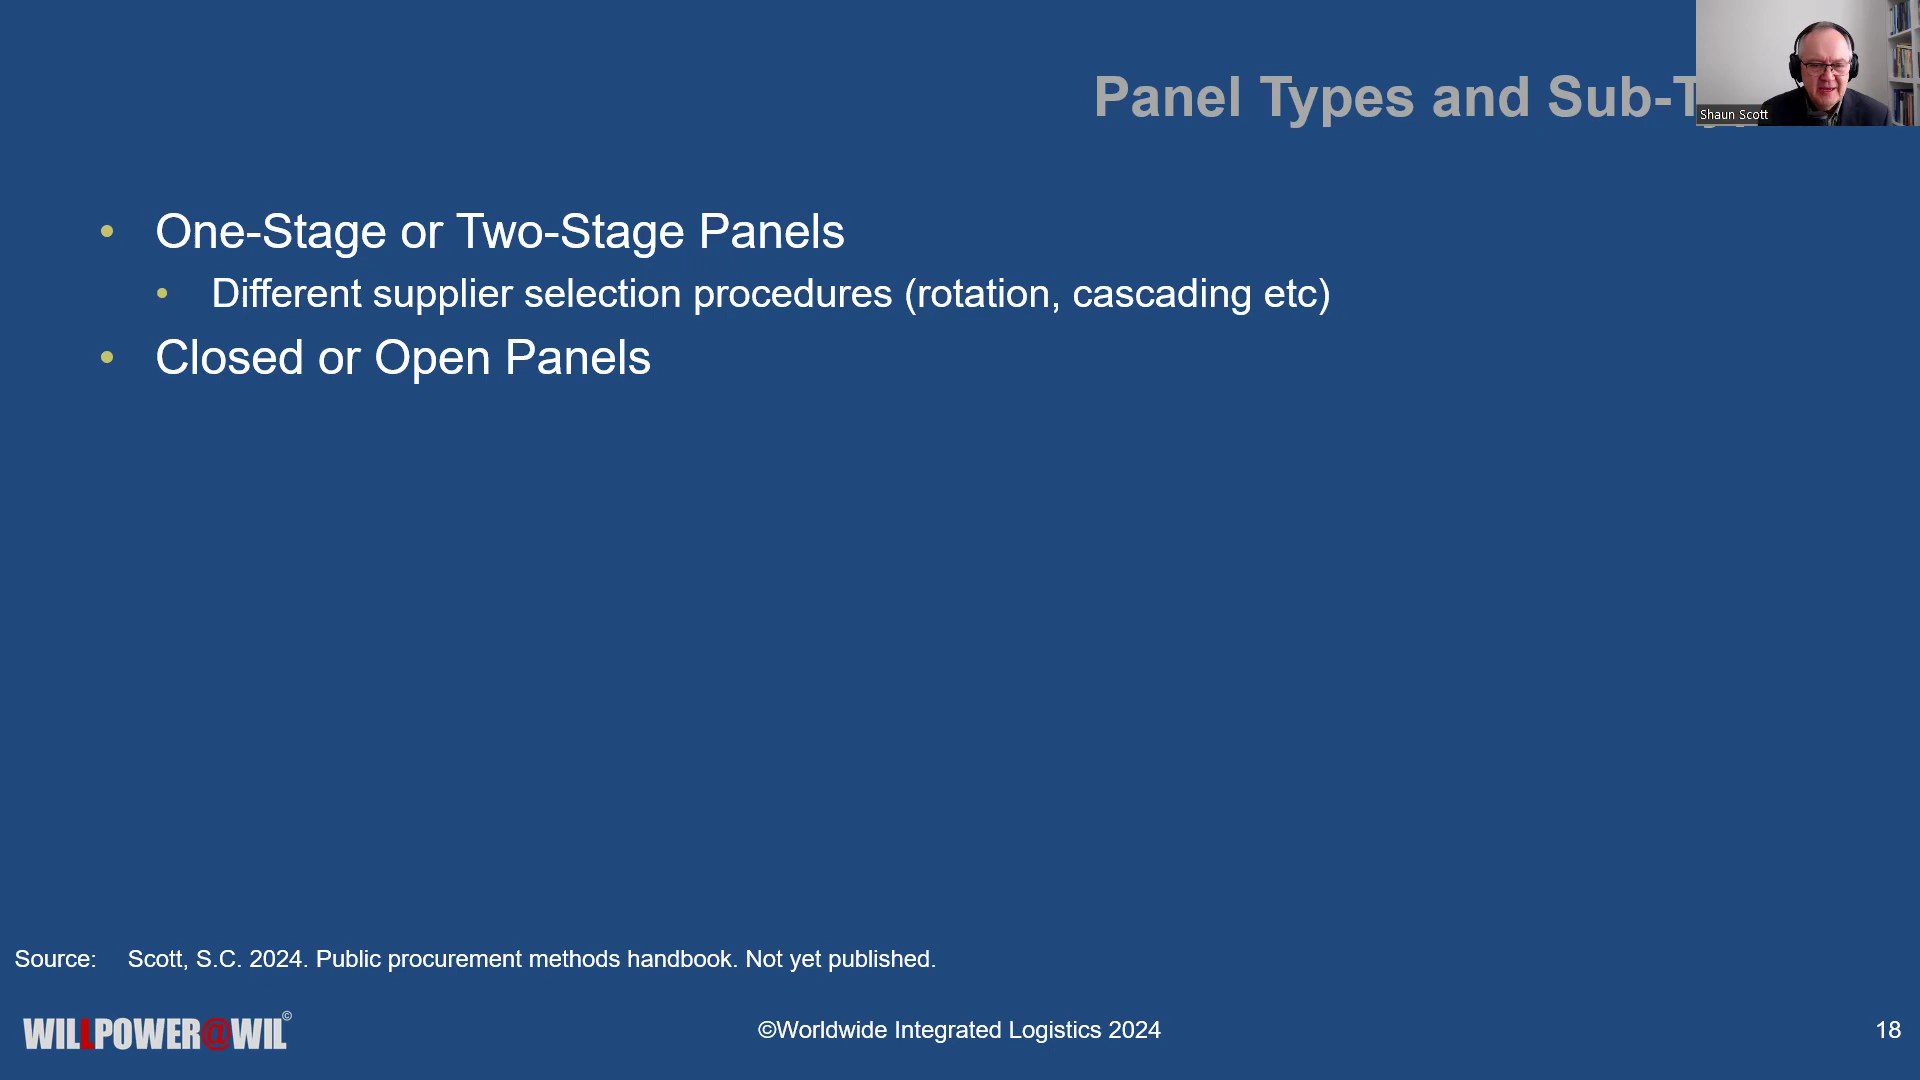 Panel Types and Sub-
Shaun Scott
• One-Stage or Two-Stage Panels
• Different supplier selection procedures (rotation, cascading etc)
• Closed or Open Panels
Source: Scott, S.C. 2024. Public procurement methods handbook. Not yet published.
WILLPOWER@WIL©
©Worldwide Integrated Logistics 2024
18